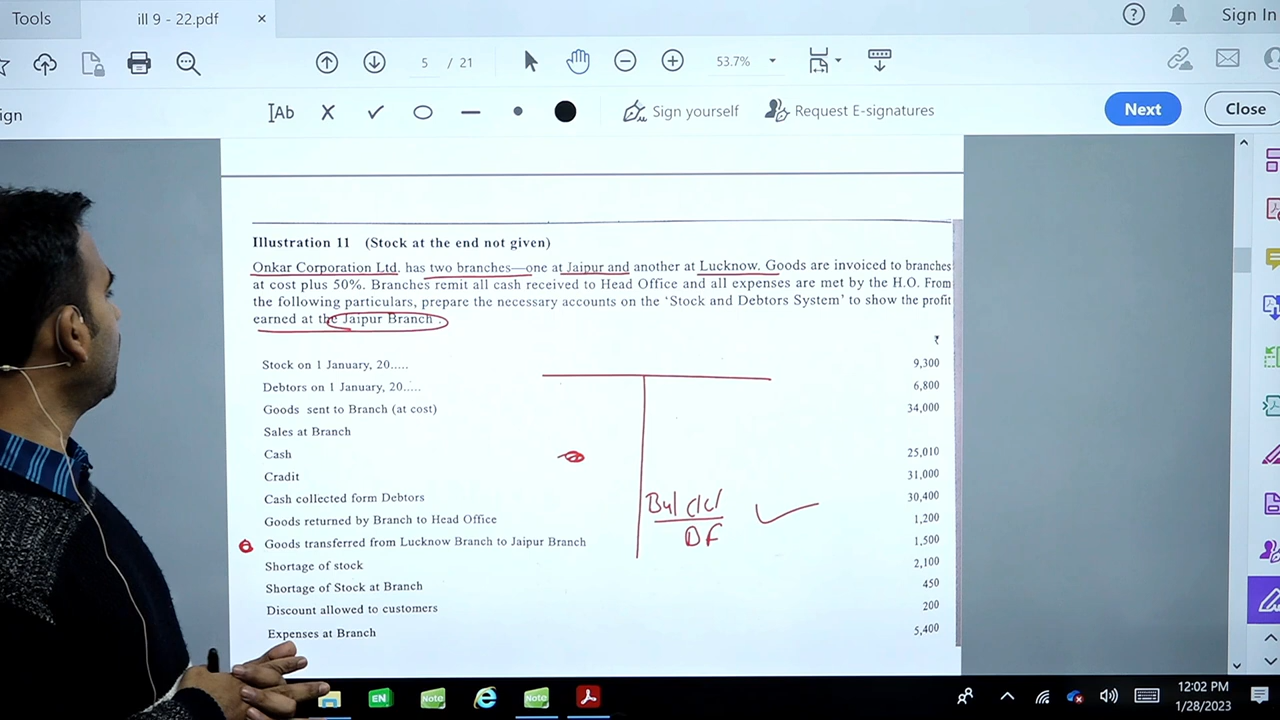 Tools
ill 9 - 22.pdf
Sign In
5 / 21
53.7%
ign
Ab
Sign yourself
Request E-signatures
Next
Close
Illustration 11 (Stock at the end not given)
Onkar Corporation Ltd. has two branches—one at Jaipur and another at Lucknow. Goods are invoiced to branches
at cost plus 50%. Branches remit all cash received to Head Office and all expenses are met by the H.O. From
the following particulars, prepare the necessary accounts on the ‘Stock and Debtors System’ to show the profit
earned at the Jaipur Branch.
₹
Stock on 1 January, 20..... 9,300
Debtors on 1 January, 20..... 6,800
Goods sent to Branch (at cost) 34,000
Sales at Branch
Cash 25,010
Cradit 31,000
Cash collected form Debtors 30,400
Goods returned by Branch to Head Office 1,200
Goods transferred from Lucknow Branch to Jaipur Branch 1,500
Shortage of stock 2,100
Shortage of Stock at Branch 450
Discount allowed to customers 200
Expenses at Branch 5,400
Bal c/d
BF
EN
Note
Note
12:02 PM
1/28/2023